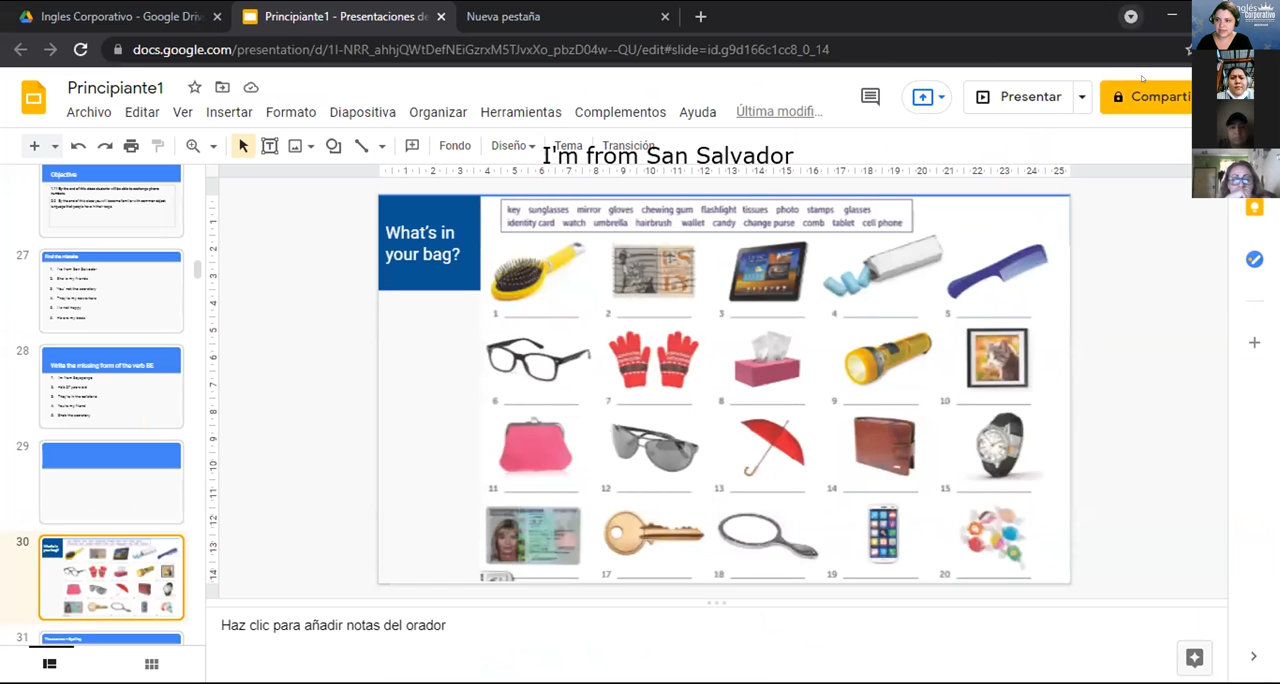 Ingles Corporativo - Google Driv
Principiante1 - Presentaciones de
Nueva pestaña
docs.google.com/presentation/d/1I-NRR_ahhjQWtDefNEiGzrxM5TJvxXo_pbzD04w--QU/edit#slide=id.g9d166c1cc8_0_14
Principiante1
Archivo Editar Ver Insertar Formato Diapositiva Organizar Herramientas Complementos Ayuda Última modifi...
Presentar
Comparti
Fondo Diseño Tema Transición
I'm from San Salvador
Objective
27
Find the mistake
28
Write the missing form of the verb BE
29
30
31
What's in
your bag?
key sunglasses mirror gloves chewing gum flashlight tissues photo stamps glasses
identity card watch umbrella hairbrush wallet candy change purse comb tablet cell phone
1 2 3 4 5
6 7 8 9 10
11 12 13 14 15
17 18 19 20
Haz clic para añadir notas del orador